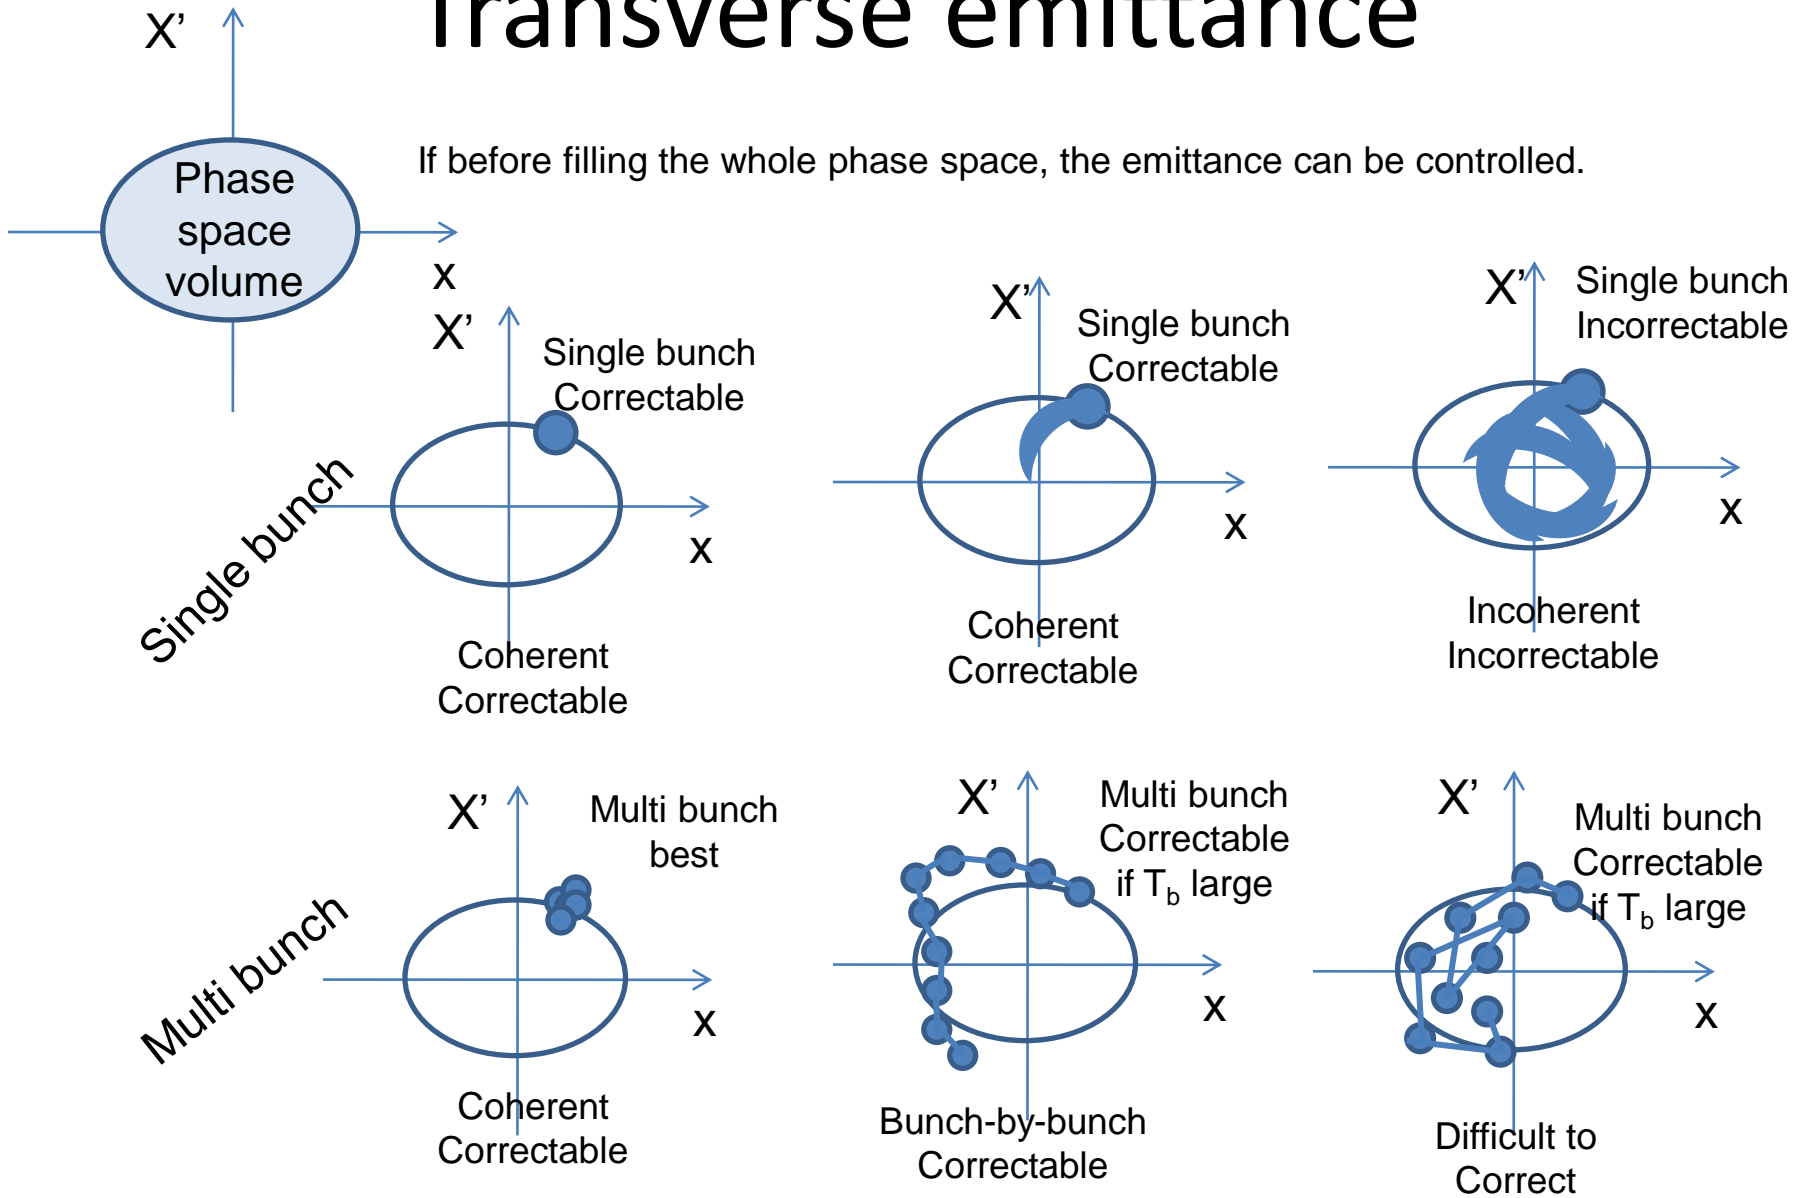 Transverse emittance
X’
Phase
space
volume
x
If before filling the whole phase space, the emittance can be controlled.
X’
Single bunch
Correctable
x
Coherent
Correctable
X’
Single bunch
Correctable
x
Coherent
Correctable
X’
Single bunch
Incorrectable
x
Incoherent
Incorrectable
Single bunch
X’
Multi bunch
best
x
Coherent
Correctable
X’
Multi bunch
Correctable
if Tb large
x
Bunch-by-bunch
Correctable
X’
Multi bunch
Correctable
if Tb large
x
Difficult to
Correct
Multi bunch